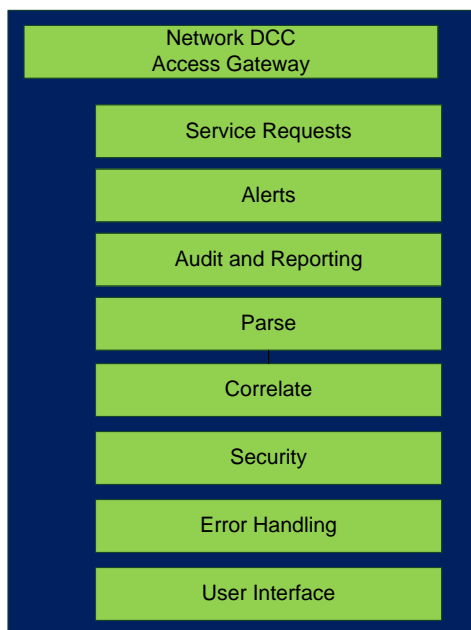 Network DCC
Access Gateway
Service Requests
Alerts
Audit and Reporting
Parse
Correlate
Security
Error Handling
User Interface